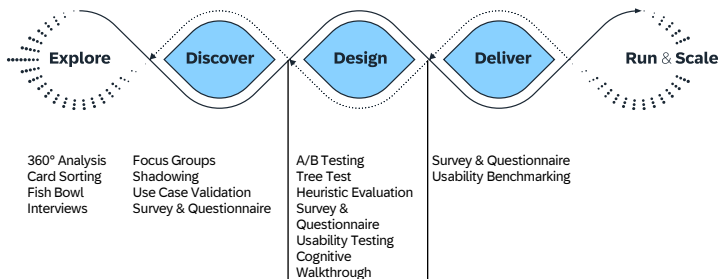 Explore
Discover
Design
Deliver
Run & Scale
360° Analysis
Card Sorting
Fish Bowl
Interviews
Focus Groups
Shadowing
Use Case Validation
Survey & Questionnaire
A/B Testing
Tree Test
Heuristic Evaluation
Survey &
Questionnaire
Usability Testing
Cognitive
Walkthrough
Survey & Questionnaire
Usability Benchmarking